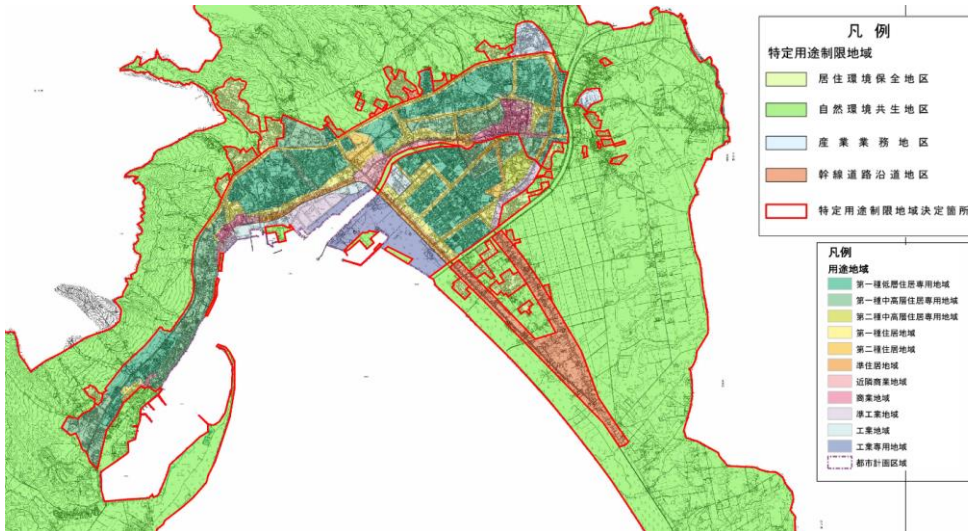 凡例
特定用途制限地域
居住環境保全地区
自然環境共生地区
産業業務地区
幹線道路沿道地区
特定用途制限地域決定箇所
凡例
用途地域
第一種低層住居専用地域
第一種中高層住居専用地域
第二種中高層住居専用地域
第一種住居地域
第二種住居地域
準住居地域
近隣商業地域
商業地域
準工業地域
工業地域
工業専用地域
都市計画区域